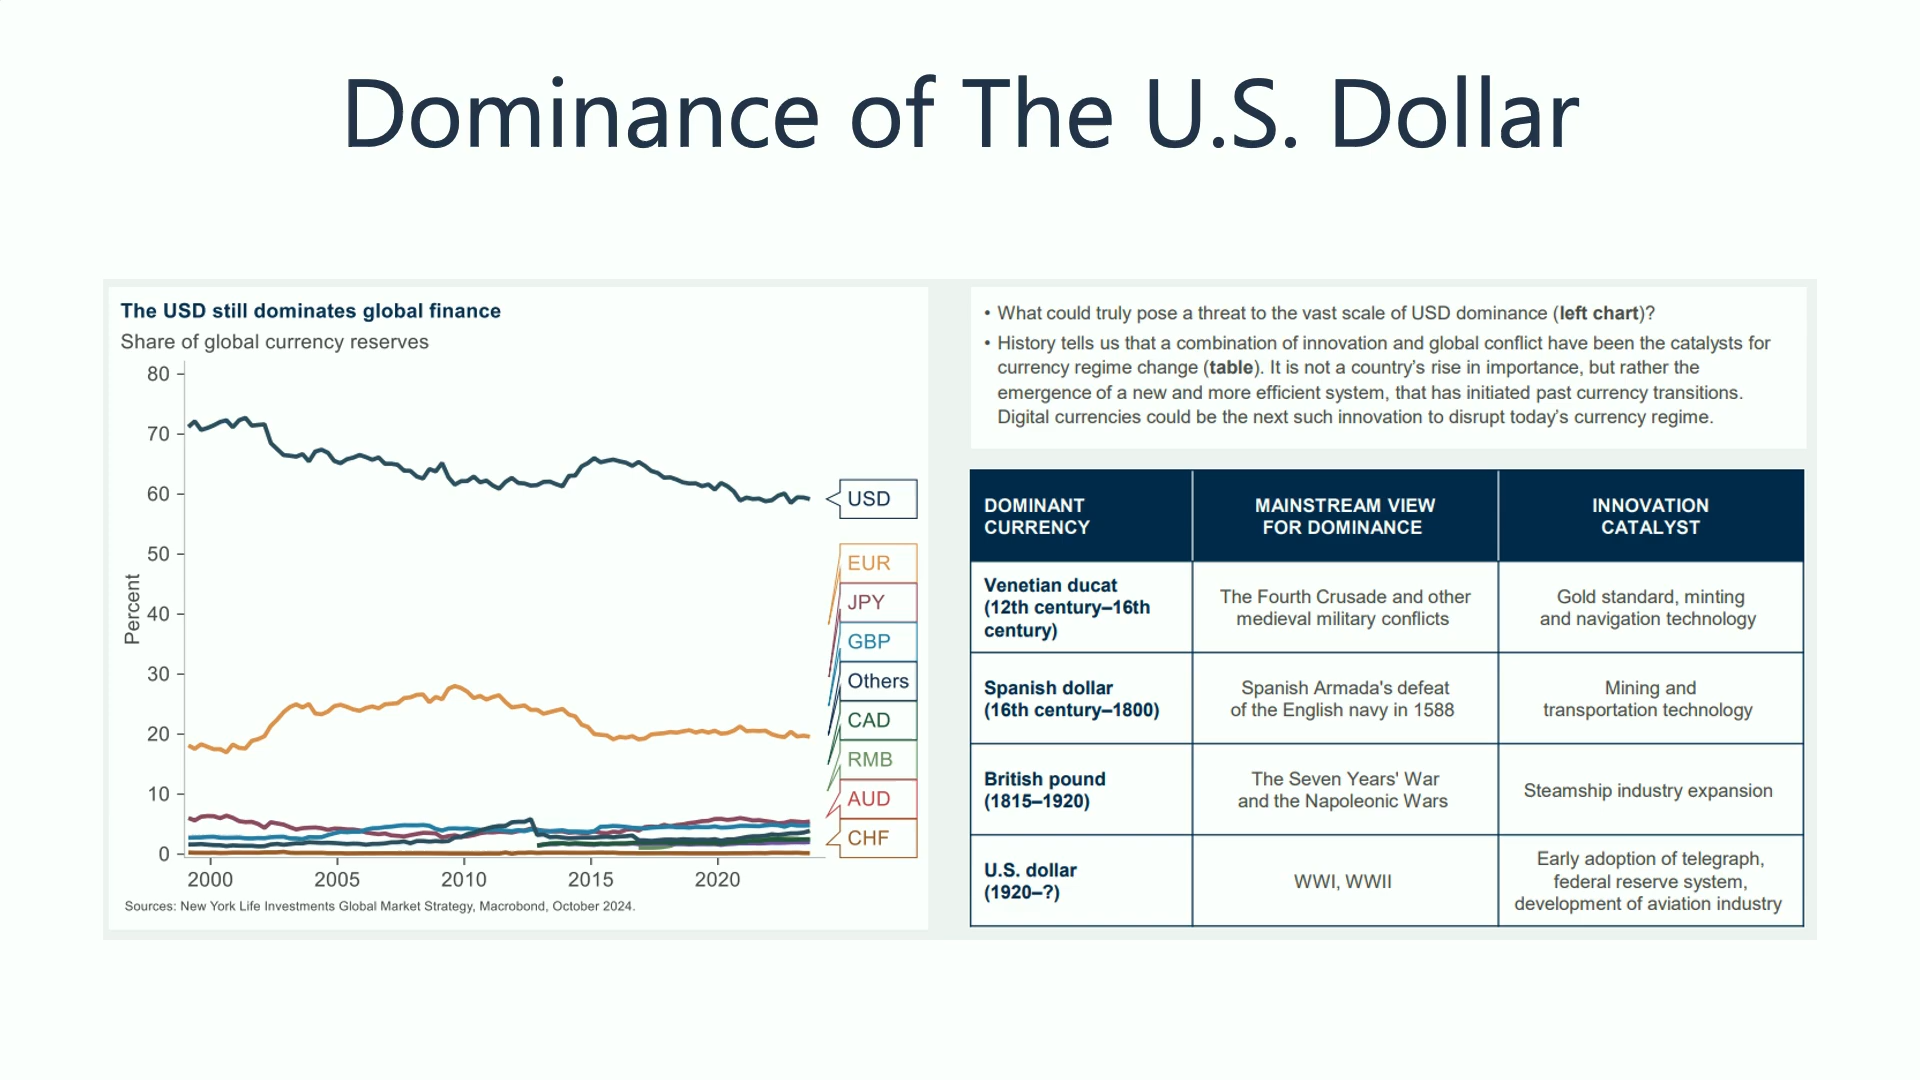 Dominance of The U.S. Dollar
The USD still dominates global finance
Share of global currency reserves
80
70
60
50
40
30
20
10
0
Percent
2000 2005 2010 2015 2020
USD
EUR
JPY
GBP
Others
CAD
RMB
AUD
CHF
Sources: New York Life Investments Global Market Strategy, Macrobond, October 2024.
• What could truly pose a threat to the vast scale of USD dominance (left chart)?
• History tells us that a combination of innovation and global conflict have been the catalysts for
currency regime change (table). It is not a country's rise in importance, but rather the
emergence of a new and more efficient system, that has initiated past currency transitions.
Digital currencies could be the next such innovation to disrupt today's currency regime.
DOMINANT
CURRENCY
MAINSTREAM VIEW
FOR DOMINANCE
INNOVATION
CATALYST
Venetian ducat
(12th century–16th
century)
The Fourth Crusade and other
medieval military conflicts
Gold standard, minting
and navigation technology
Spanish dollar
(16th century–1800)
Spanish Armada's defeat
of the English navy in 1588
Mining and
transportation technology
British pound
(1815–1920)
The Seven Years' War
and the Napoleonic Wars
Steamship industry expansion
U.S. dollar
(1920–?)
WWI, WWII
Early adoption of telegraph,
federal reserve system,
development of aviation industry